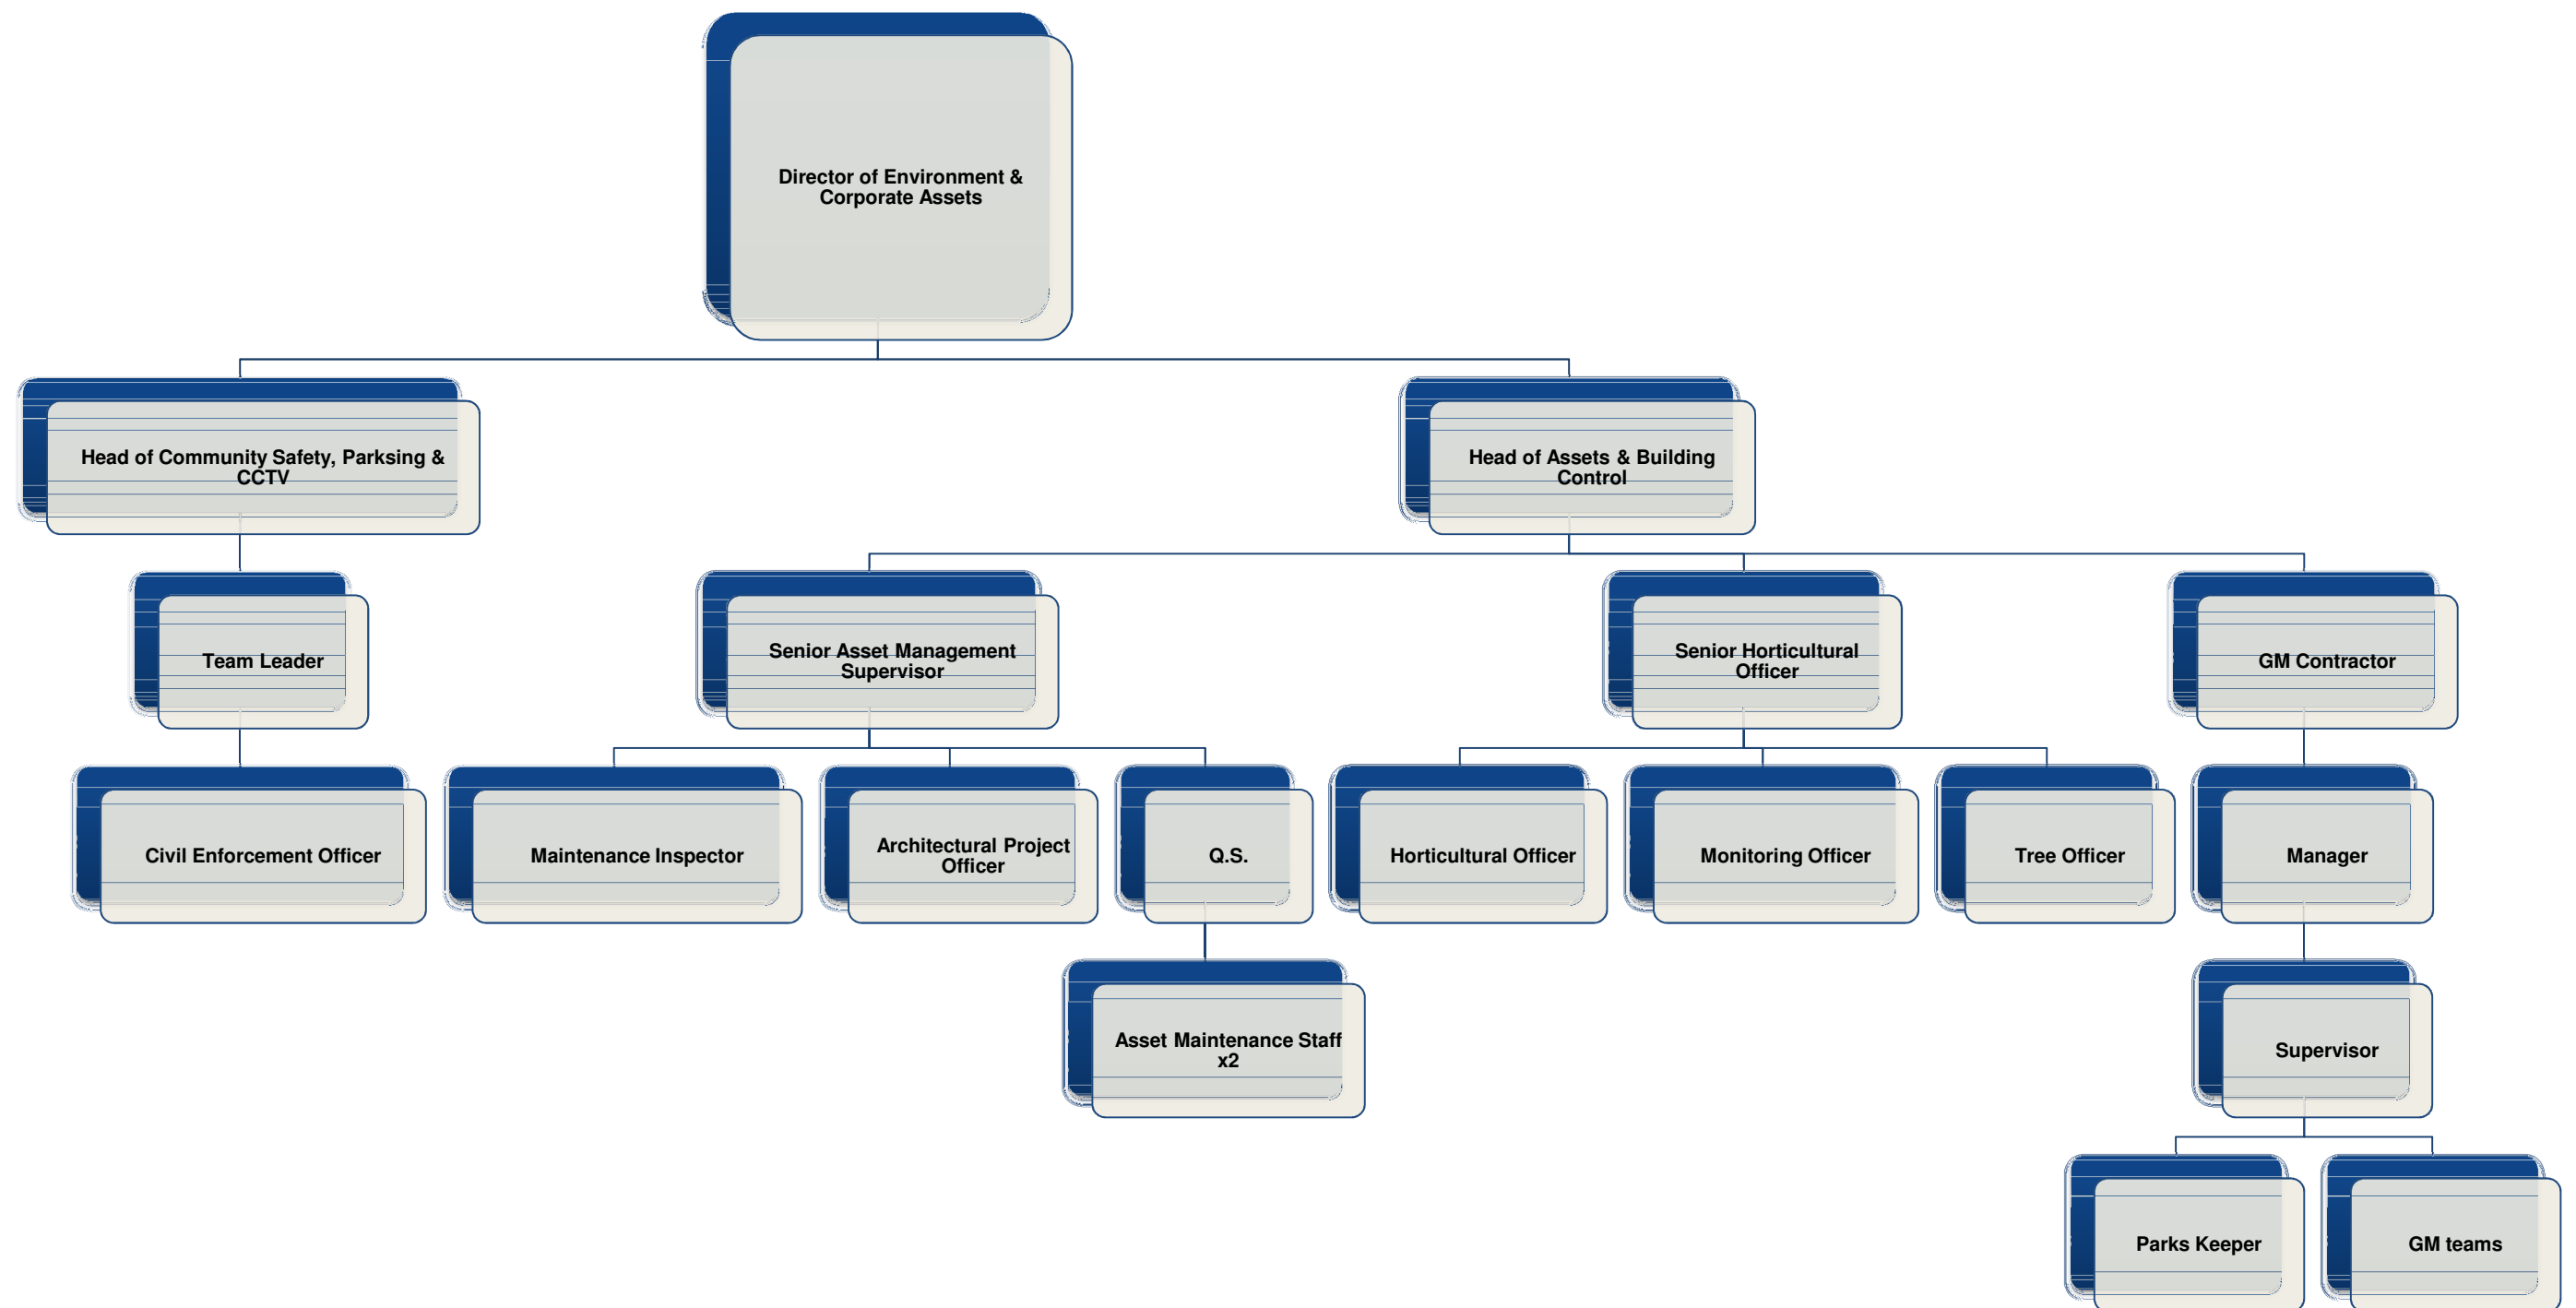 Director of Environment &
Corporate Assets
Head of Community Safety, Parksing &
CCTV
Head of Assets & Building
Control
Team Leader
Senior Asset Management
Supervisor
Senior Horticultural
Officer
GM Contractor
Civil Enforcement Officer
Maintenance Inspector
Architectural Project
Officer
Q.S.
Horticultural Officer
Monitoring Officer
Tree Officer
Manager
Asset Maintenance Staff
x2
Supervisor
Parks Keeper
GM teams